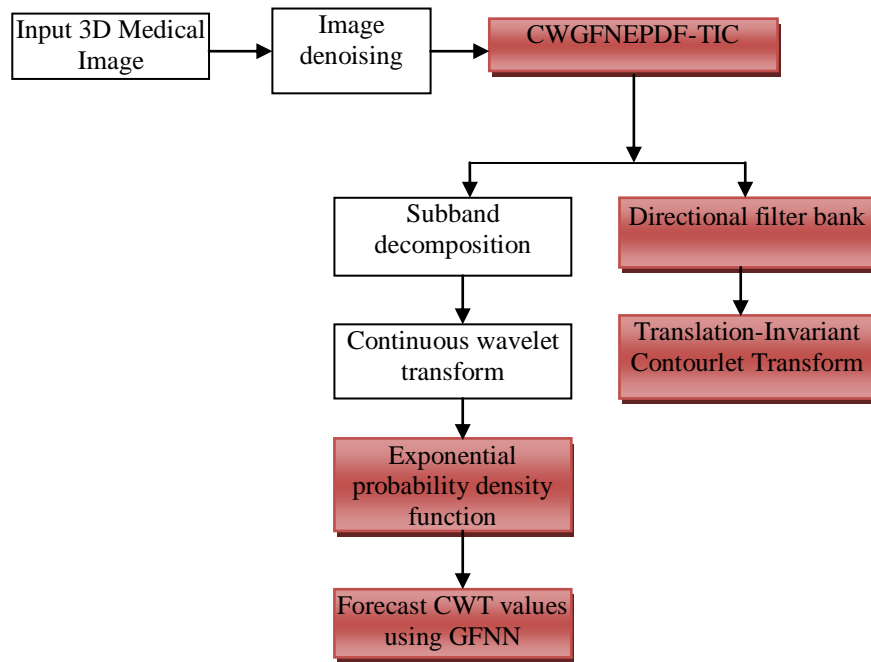 Input 3D Medical
Image
Image
denoising
CWGFNEPDF-TIC
Subband
decomposition
Directional filter bank
Continuous wavelet
transform
Translation-Invariant
Contourlet Transform
Exponential
probability density
function
Forecast CWT values
using GFNN